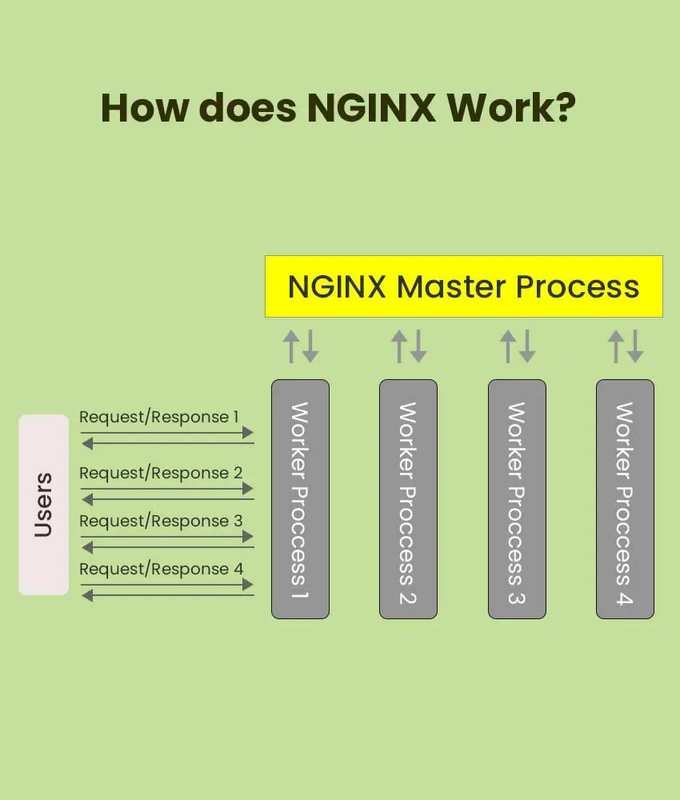 How does NGINX Work?
NGINX Master Process
Users
Request/Response 1
Request/Response 2
Request/Response 3
Request/Response 4
Worker Proccess 1
Worker Proccess 2
Worker Proccess 3
Worker Proccess 4